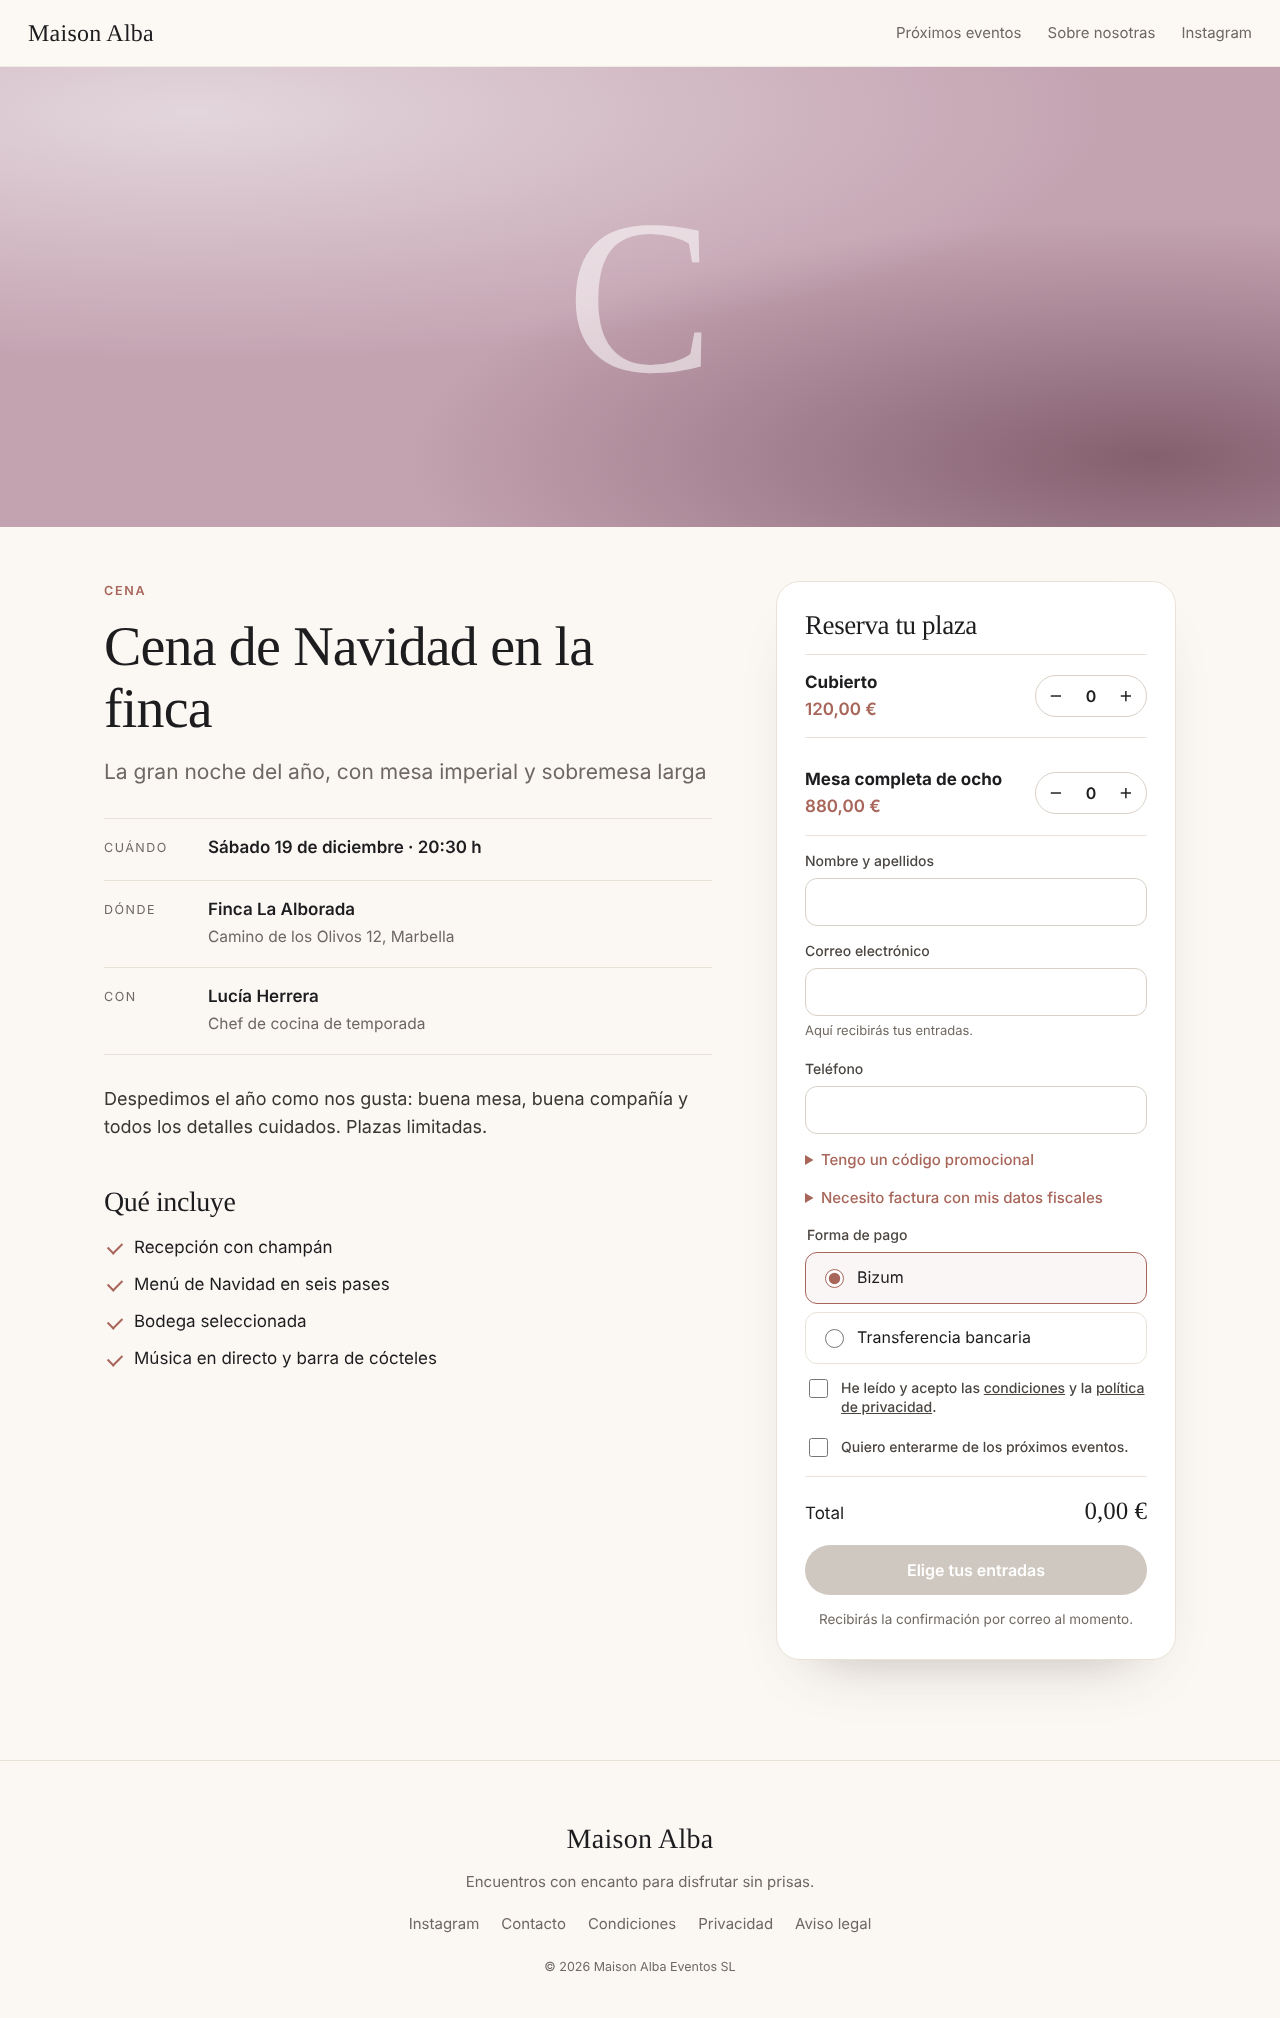 Maison Alba
Próximos eventos
Sobre nosotras
Instagram
C
CENA
Cena de Navidad en la
finca
La gran noche del año, con mesa imperial y sobremesa larga
CUÁNDO
Sábado 19 de diciembre · 20:30 h
DÓNDE
Finca La Alborada
Camino de los Olivos 12, Marbella
CON
Lucía Herrera
Chef de cocina de temporada
Despedimos el año como nos gusta: buena mesa, buena compañía y
todos los detalles cuidados. Plazas limitadas.
Qué incluye
Recepción con champán
Menú de Navidad en seis pases
Bodega seleccionada
Música en directo y barra de cócteles
Reserva tu plaza
Cubierto
120,00 €
− 0 +
Mesa completa de ocho
880,00 €
− 0 +
Nombre y apellidos
Correo electrónico
Aquí recibirás tus entradas.
Teléfono
Tengo un código promocional
Necesito factura con mis datos fiscales
Forma de pago
Bizum
Transferencia bancaria
He leído y acepto las condiciones y la política
de privacidad.
Quiero enterarme de los próximos eventos.
Total 0,00 €
Elige tus entradas
Recibirás la confirmación por correo al momento.
Maison Alba
Encuentros con encanto para disfrutar sin prisas.
Instagram Contacto Condiciones Privacidad Aviso legal
© 2026 Maison Alba Eventos SL